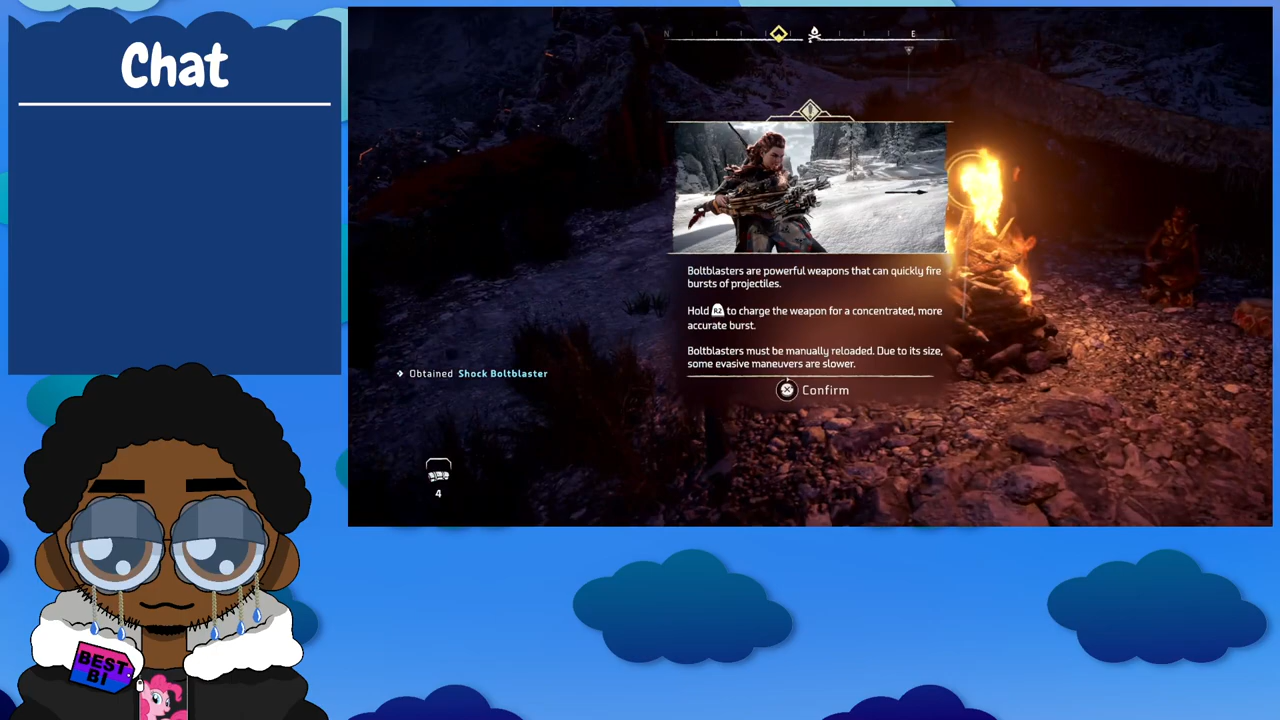 Chat
N
E
Boltblasters are powerful weapons that can quickly fire
bursts of projectiles.
Hold R2 to charge the weapon for a concentrated, more
accurate burst.
Boltblasters must be manually reloaded. Due to its size,
some evasive maneuvers are slower.
Confirm
Obtained Shock Boltblaster
4
BEST.
BI